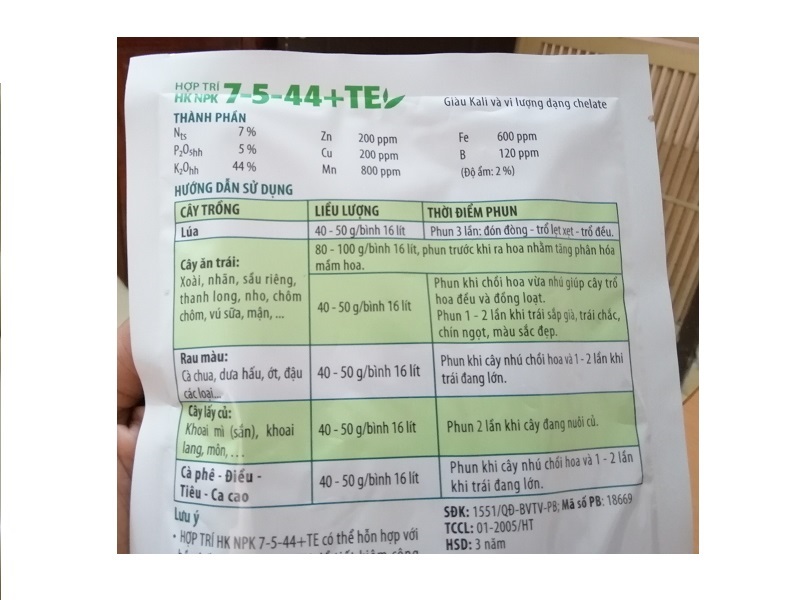 HỢP TRÍ
HK NPK 7-5-44+TE
Giàu Kali và vi lượng dạng chelate
THÀNH PHẦN
Nts 7 % Zn 200 ppm Fe 600 ppm
P2O5hh 5 % Cu 200 ppm B 120 ppm
K2Ohh 44 % Mn 800 ppm (Độ ẩm: 2 %)
HƯỚNG DẪN SỬ DỤNG
CÂY TRỒNG LIỀU LƯỢNG THỜI ĐIỂM PHUN
Lúa 40 - 50 g/bình 16 lít Phun 3 lần: đón đòng - trổ lẹt xẹt - trổ đều.
Cây ăn trái:
Xoài, nhãn, sầu riêng,
thanh long, nho, chôm
chôm, vú sữa, mận, ...
80 - 100 g/bình 16 lít, phun trước khi ra hoa nhằm tăng phân hóa
mầm hoa.
40 - 50 g/bình 16 lít
Phun khi chồi hoa vừa nhú giúp cây trổ
hoa đều và đồng loạt.
Phun 1 - 2 lần khi trái sắp già, trái chắc,
chín ngọt, màu sắc đẹp.
Rau màu:
Cà chua, dưa hấu, ớt, đậu
các loại...
40 - 50 g/bình 16 lít
Phun khi cây nhú chồi hoa và 1 - 2 lần khi
trái đang lớn.
Cây lấy củ:
Khoai mì (sắn), khoai
lang, môn, ...
40 - 50 g/bình 16 lít
Phun 2 lần khi cây đang nuôi củ.
Cà phê - Điều -
Tiêu - Ca cao
40 - 50 g/bình 16 lít
Phun khi cây nhú chồi hoa và 1 - 2 lần
khi trái đang lớn.
Lưu ý
• HỢP TRÍ HK NPK 7-5-44+TE có thể hỗn hợp với
SĐK: 1551/QĐ-BVTV-PB; Mã số PB: 18669
TCCL: 01-2005/HT
HSD: 3 năm